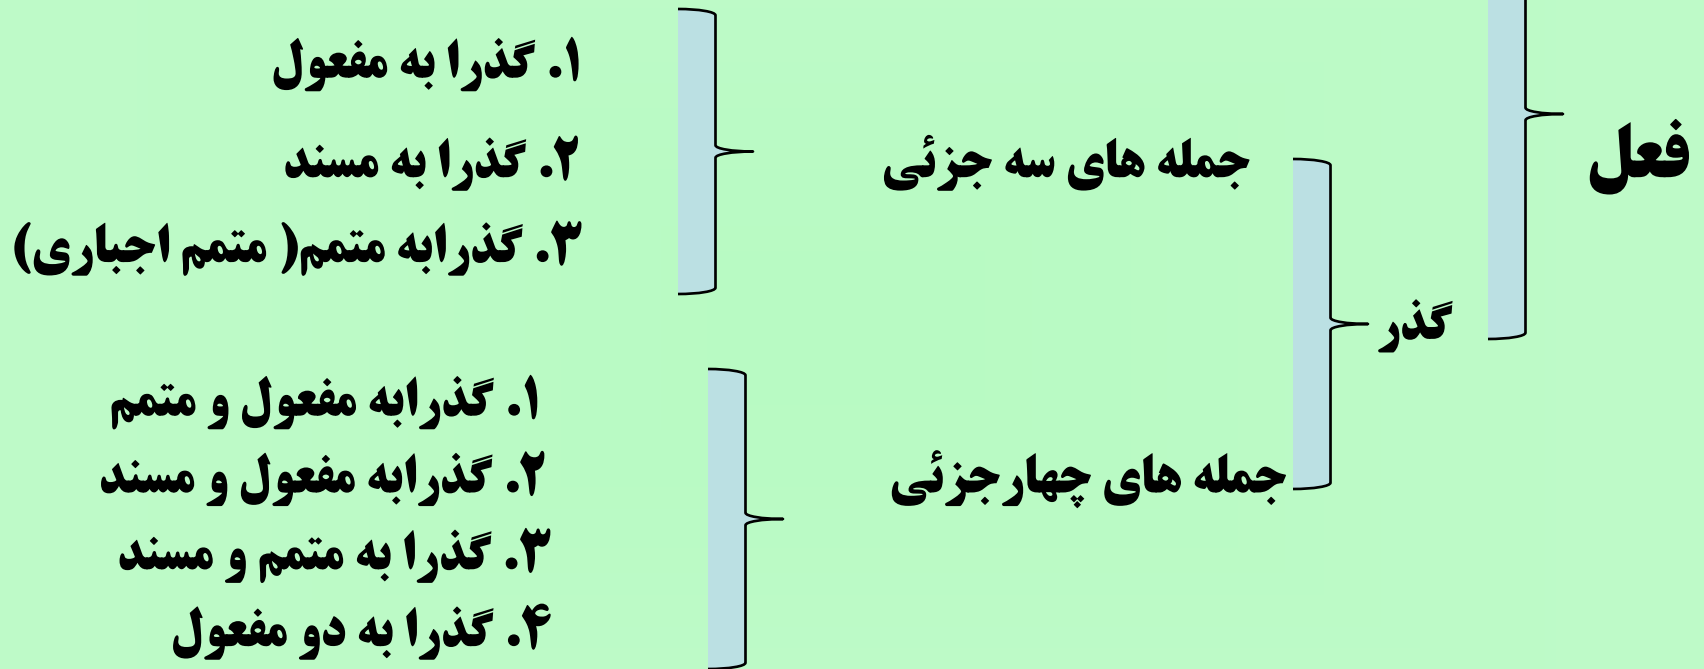 فعل
گذر
جمله های سه جزئی
۱. گذرا به مفعول
۲. گذرا به مسند
۳. گذرابه متمم( متمم اجباری)
جمله های چهارجزئی
۱. گذرابه مفعول و متمم
۲. گذرابه مفعول و مسند
۳. گذرا به متمم و مسند
۴. گذرا به دو مفعول